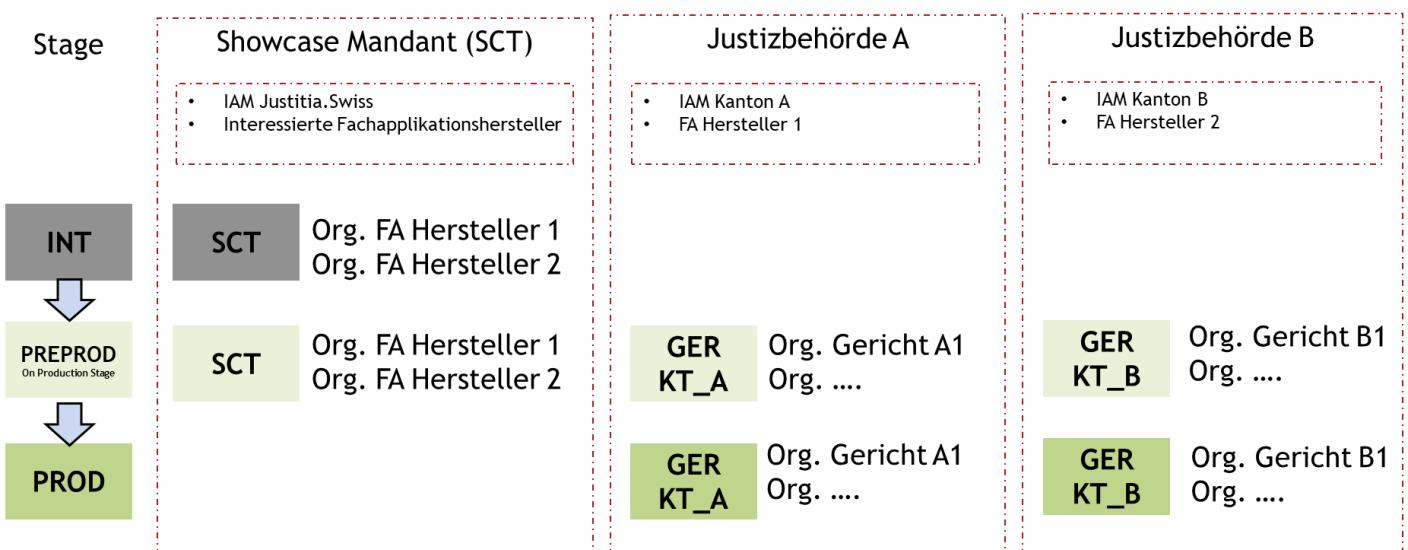 Stage
Showcase Mandant (SCT)
Justizbehörde A
Justizbehörde B
• IAM Justitia.Swiss
• Interessierte Fachapplikationshersteller
• IAM Kanton A
• FA Hersteller 1
• IAM Kanton B
• FA Hersteller 2
INT
SCT
Org. FA Hersteller 1
Org. FA Hersteller 2
PREPROD
On Production Stage
SCT
Org. FA Hersteller 1
Org. FA Hersteller 2
GER
KT_A
Org. Gericht A1
Org. ....
GER
KT_B
Org. Gericht B1
Org. ....
PROD
GER
KT_A
Org. Gericht A1
Org. ....
GER
KT_B
Org. Gericht B1
Org. ....